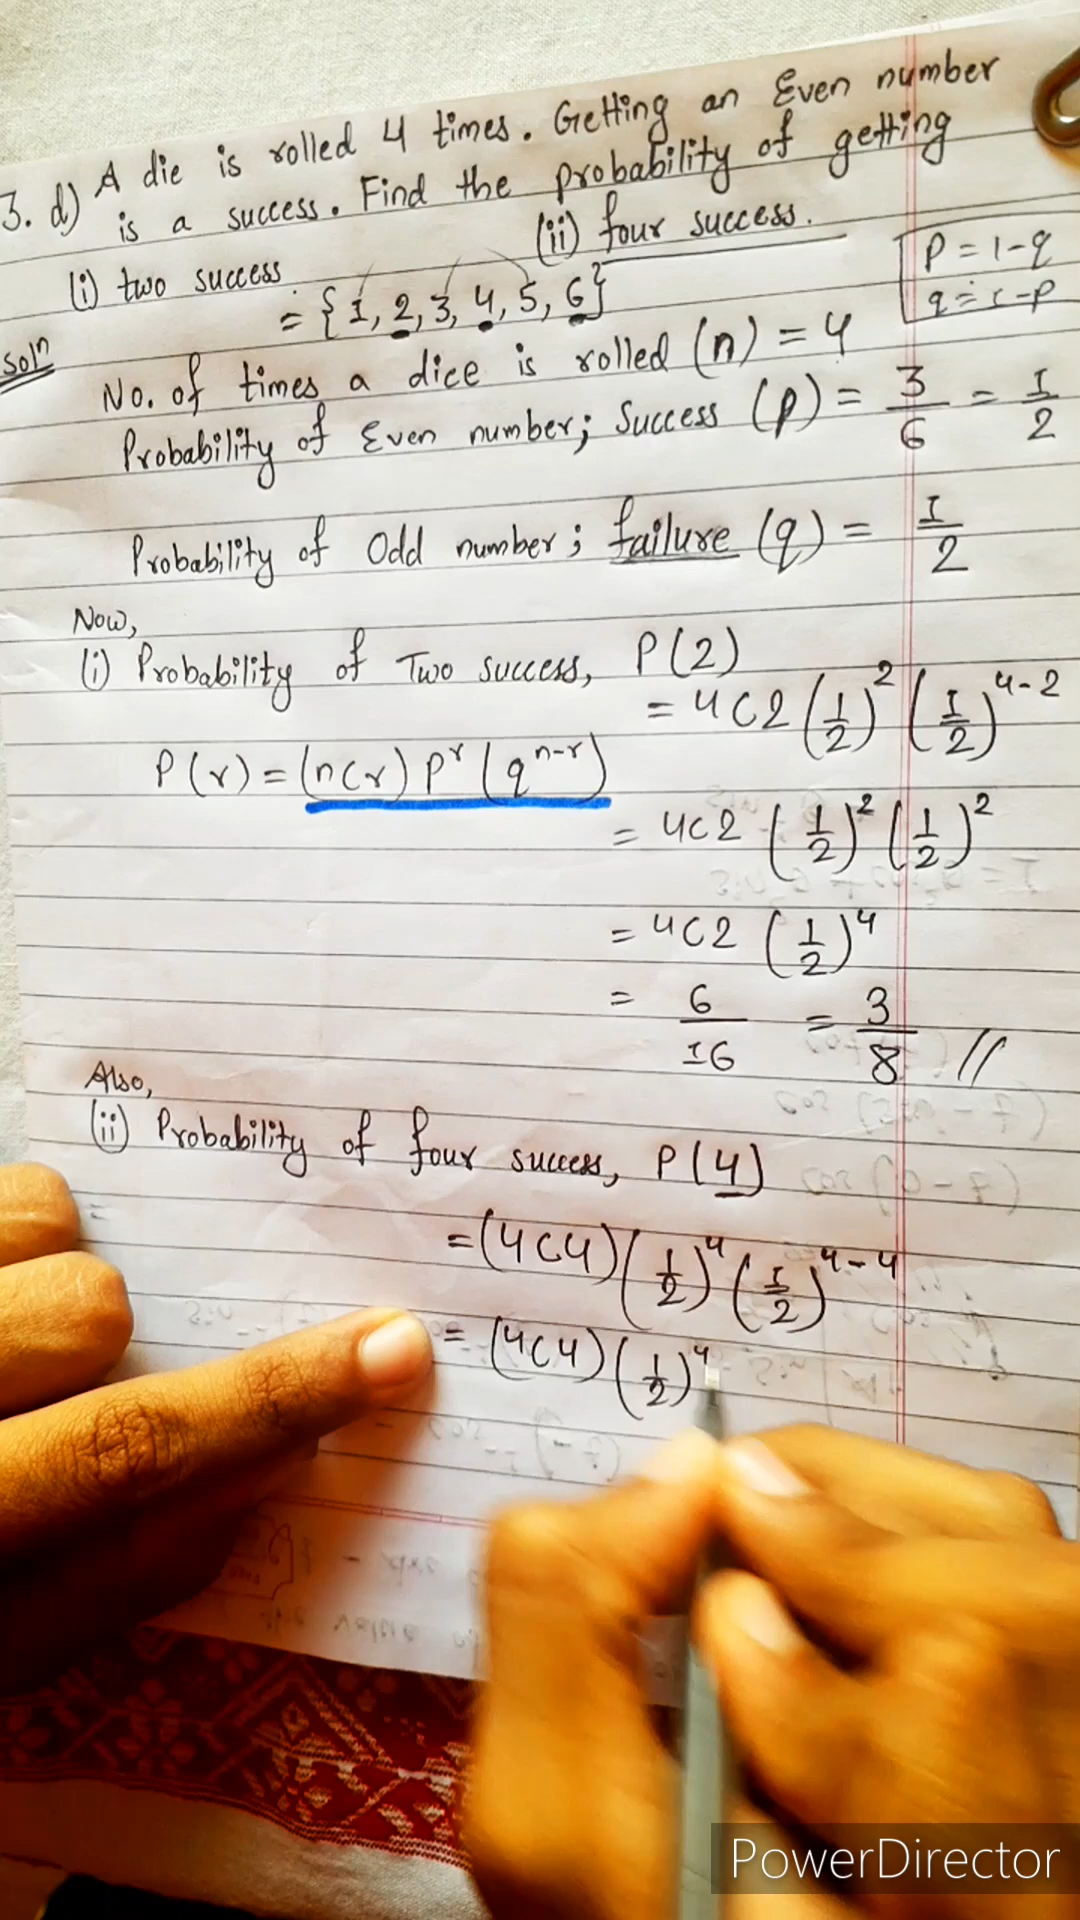 3. d) A die is rolled 4 times. Getting an Even number
is a success. Find the probability of getting
(i) two success (ii) four success.
= {1, 2, 3, 4, 5, 6}
P = 1-q
q = 1-p
Soln
No. of times a dice is rolled (n) = 4
Probability of Even number; Success (p) = 3/6 = 1/2
Probability of Odd number; failure (q) = 1/2
Now,
(i) Probability of Two success, P(2)
= 4C2 (1/2)^2 (1/2)^4-2
P(r) = (nCr) P^r (q^n-r)
= 4C2 (1/2)^2 (1/2)^2
= 4C2 (1/2)^4
= 6/16 = 3/8 //
Also,
(ii) Probability of four success, P(4)
= (4C4) (1/2)^4 (1/2)^4-4
= (4C4) (1/2)^4
PowerDirector